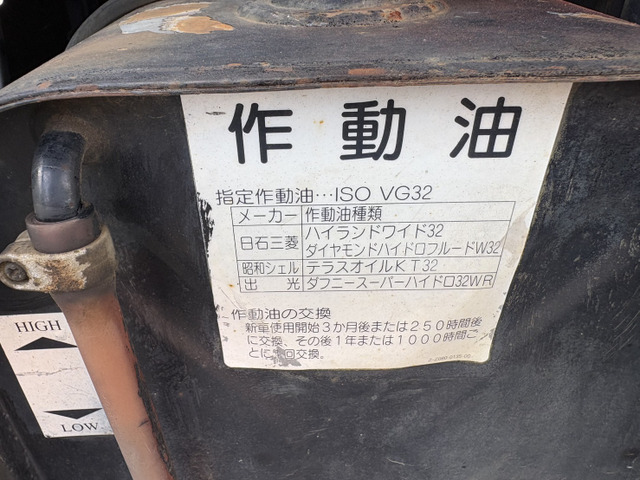 作動油
指定作動油…ISO VG32
メーカー 作動油種類
日石三菱 ハイランドワイド32
ダイヤモンドハイドロフルードW32
昭和シェル テラスオイルKT32
出光 ダフニースーパーハイドロ32WR
作動油の交換
新車使用開始3か月後または250時間後
に交換、その後1年または1000時間ご
とに 回交換。
HIGH
LOW